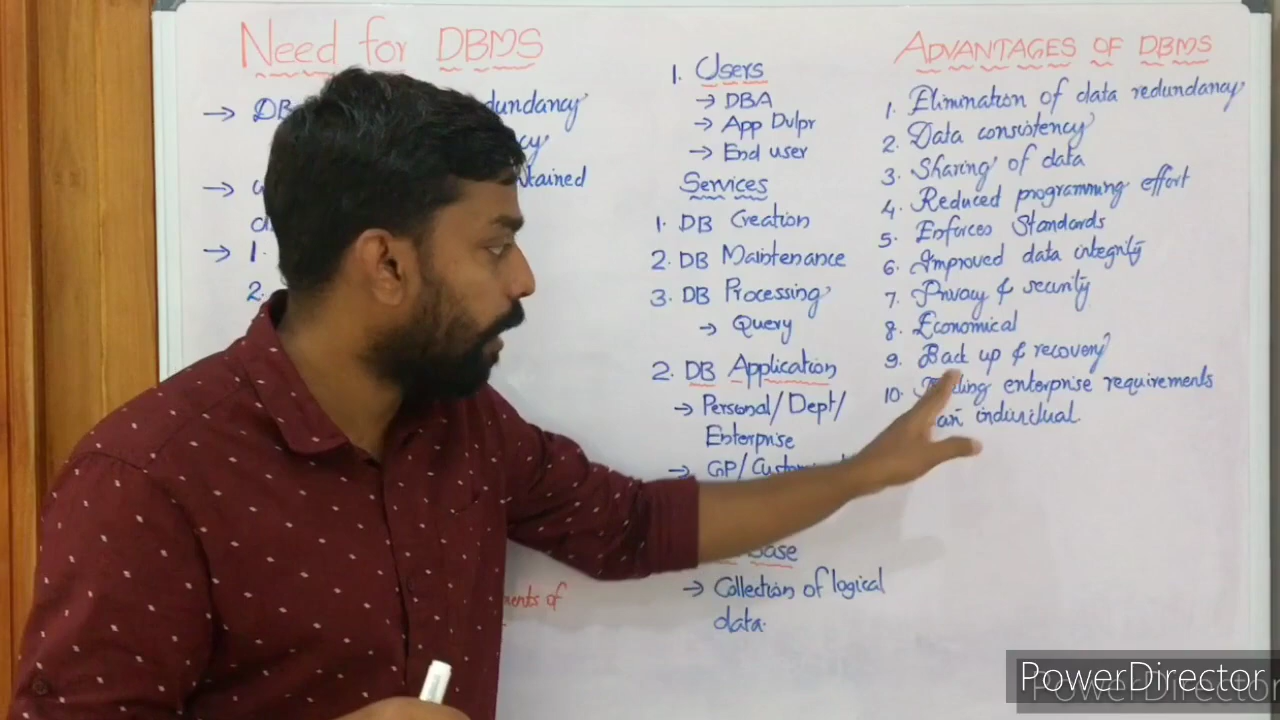 Need for DBMS
→ DB dundancy
cy
→ tained
→ 1.
2.
ments of
1. Users
→ DBA
→ App Dvlpr
→ End user
Services
1. DB Creation
2. DB Maintenance
3. DB Processing
→ Query
2. DB Application
→ Personal/Dept/
Enterprise
→ GP/
Base
→ Collection of logical
data.
ADVANTAGES OF DBMS
1. Elimination of data redundancy
2. Data consistency
3. Sharing of data
4. Reduced programming effort
5. Enforces Standards
6. Improved data integrity
7. Privacy & security
8. Economical
9. Back up & recovery
10. enterprise requirements
an individual.
PowerDirector
PowerDirector